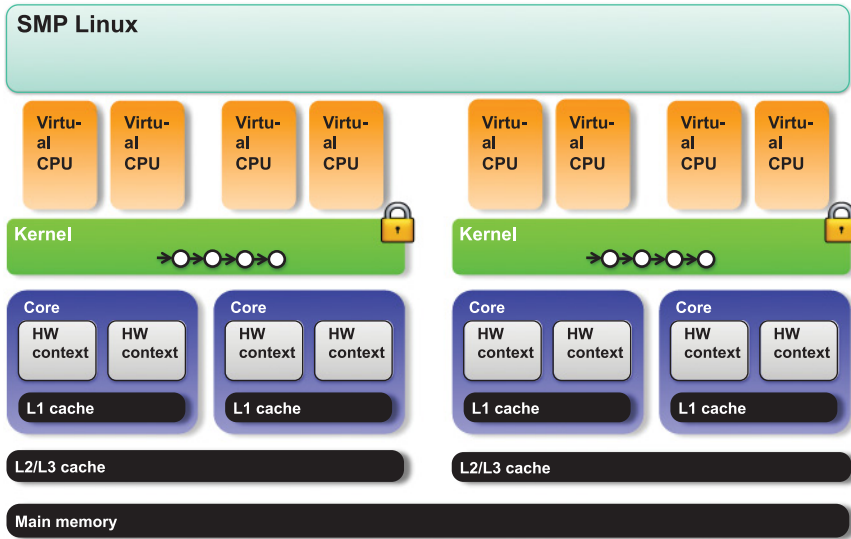 SMP Linux
Virtu-
al
CPU
Virtu-
al
CPU
Virtu-
al
CPU
Virtu-
al
CPU
Virtu-
al
CPU
Virtu-
al
CPU
Virtu-
al
CPU
Virtu-
al
CPU
Kernel
Kernel
Core
HW
context
HW
context
L1 cache
Core
HW
context
HW
context
L1 cache
Core
HW
context
HW
context
L1 cache
Core
HW
context
HW
context
L1 cache
L2/L3 cache
L2/L3 cache
Main memory